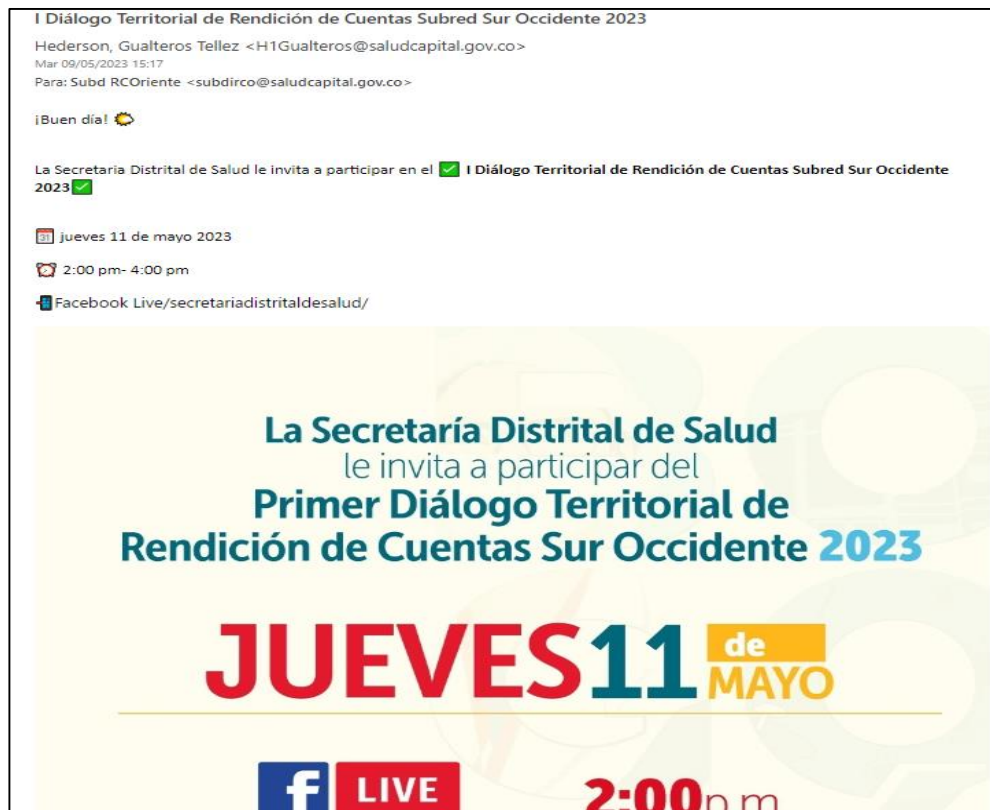 I Diálogo Territorial de Rendición de Cuentas Subred Sur Occidente 2023
Hederson, Gualteros Tellez <H1Gualteros@saludcapital.gov.co>
Mar 09/05/2023 15:17
Para: Subd RCOriente <subdirco@saludcapital.gov.co>
¡Buen día! 🌤
La Secretaria Distrital de Salud le invita a participar en el ✅ I Diálogo Territorial de Rendición de Cuentas Subred Sur Occidente
2023✅
📅 jueves 11 de mayo 2023
⏰ 2:00 pm- 4:00 pm
📲Facebook Live/secretariadistritaldesalud/
La Secretaría Distrital de Salud
le invita a participar del
Primer Diálogo Territorial de
Rendición de Cuentas Sur Occidente 2023
JUEVES 11 de MAYO
f LIVE 2:00p.m.